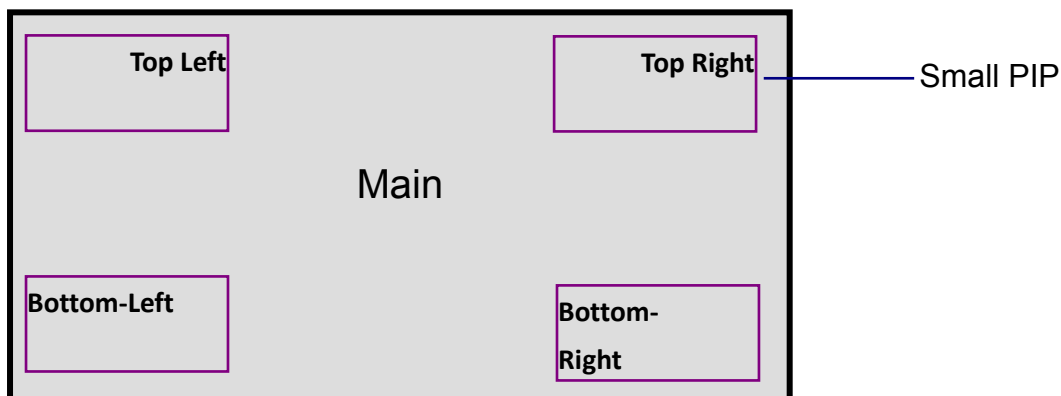 Top Left
Top Right
Small PIP
Main
Bottom-Left
Bottom-
Right